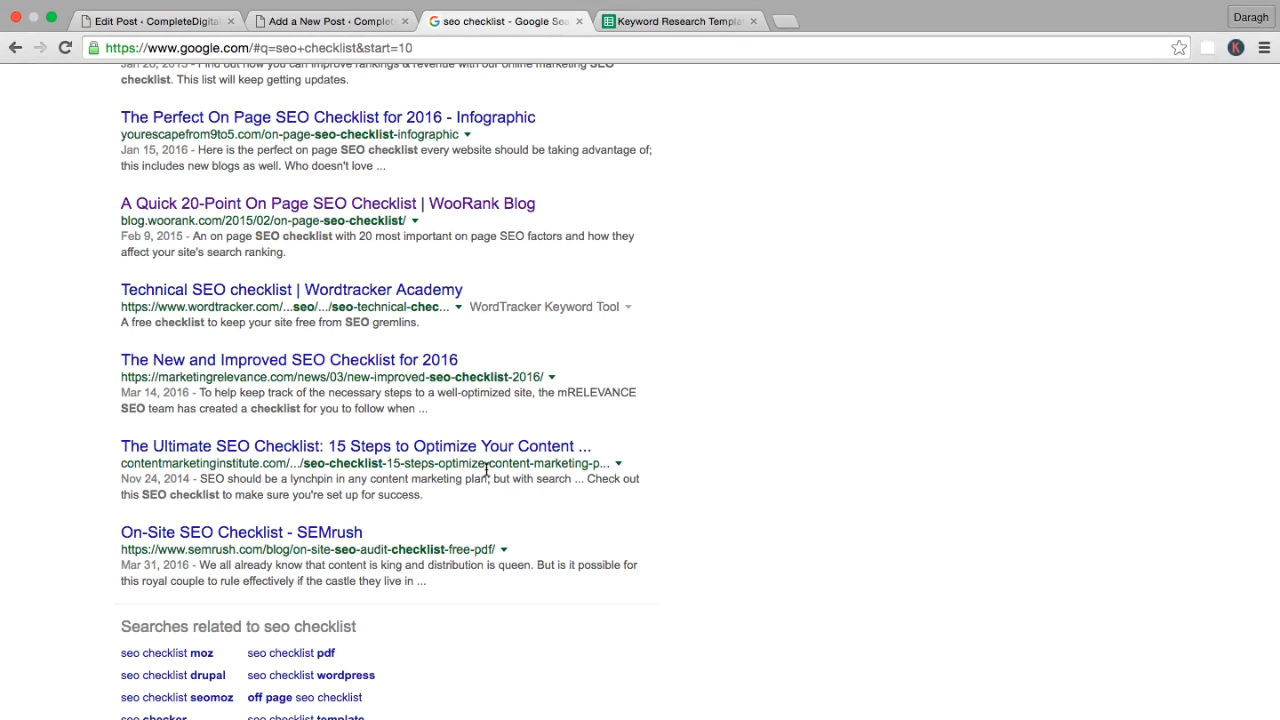 Edit Post ‹ CompleteDigital
Add a New Post ‹ Complet
seo checklist - Google Sea
Keyword Research Templat
Daragh
https://www.google.com/#q=seo+checklist&start=10
Jan 28, 2015 - Find out how you can improve rankings & revenue with our online marketing SEO
checklist. This list will keep getting updates.
The Perfect On Page SEO Checklist for 2016 - Infographic
yourescapefrom9to5.com/on-page-seo-checklist-infographic
Jan 15, 2016 - Here is the perfect on page SEO checklist every website should be taking advantage of;
this includes new blogs as well. Who doesn't love ...
A Quick 20-Point On Page SEO Checklist | WooRank Blog
blog.woorank.com/2015/02/on-page-seo-checklist/
Feb 9, 2015 - An on page SEO checklist with 20 most important on page SEO factors and how they
affect your site's search ranking.
Technical SEO checklist | Wordtracker Academy
https://www.wordtracker.com/...seo/.../seo-technical-chec... WordTracker Keyword Tool
A free checklist to keep your site free from SEO gremlins.
The New and Improved SEO Checklist for 2016
https://marketingrelevance.com/news/03/new-improved-seo-checklist-2016/
Mar 14, 2016 - To help keep track of the necessary steps to a well-optimized site, the mRELEVANCE
SEO team has created a checklist for you to follow when ...
The Ultimate SEO Checklist: 15 Steps to Optimize Your Content ...
contentmarketinginstitute.com/.../seo-checklist-15-steps-optimize-content-marketing-p...
Nov 24, 2014 - SEO should be a lynchpin in any content marketing plan; but with search ... Check out
this SEO checklist to make sure you're set up for success.
On-Site SEO Checklist - SEMrush
https://www.semrush.com/blog/on-site-seo-audit-checklist-free-pdf/
Mar 31, 2016 - We all already know that content is king and distribution is queen. But is it possible for
this royal couple to rule effectively if the castle they live in ...
Searches related to seo checklist
seo checklist moz seo checklist pdf
seo checklist drupal seo checklist wordpress
seo checklist seomoz off page seo checklist
seo checker seo checklist template